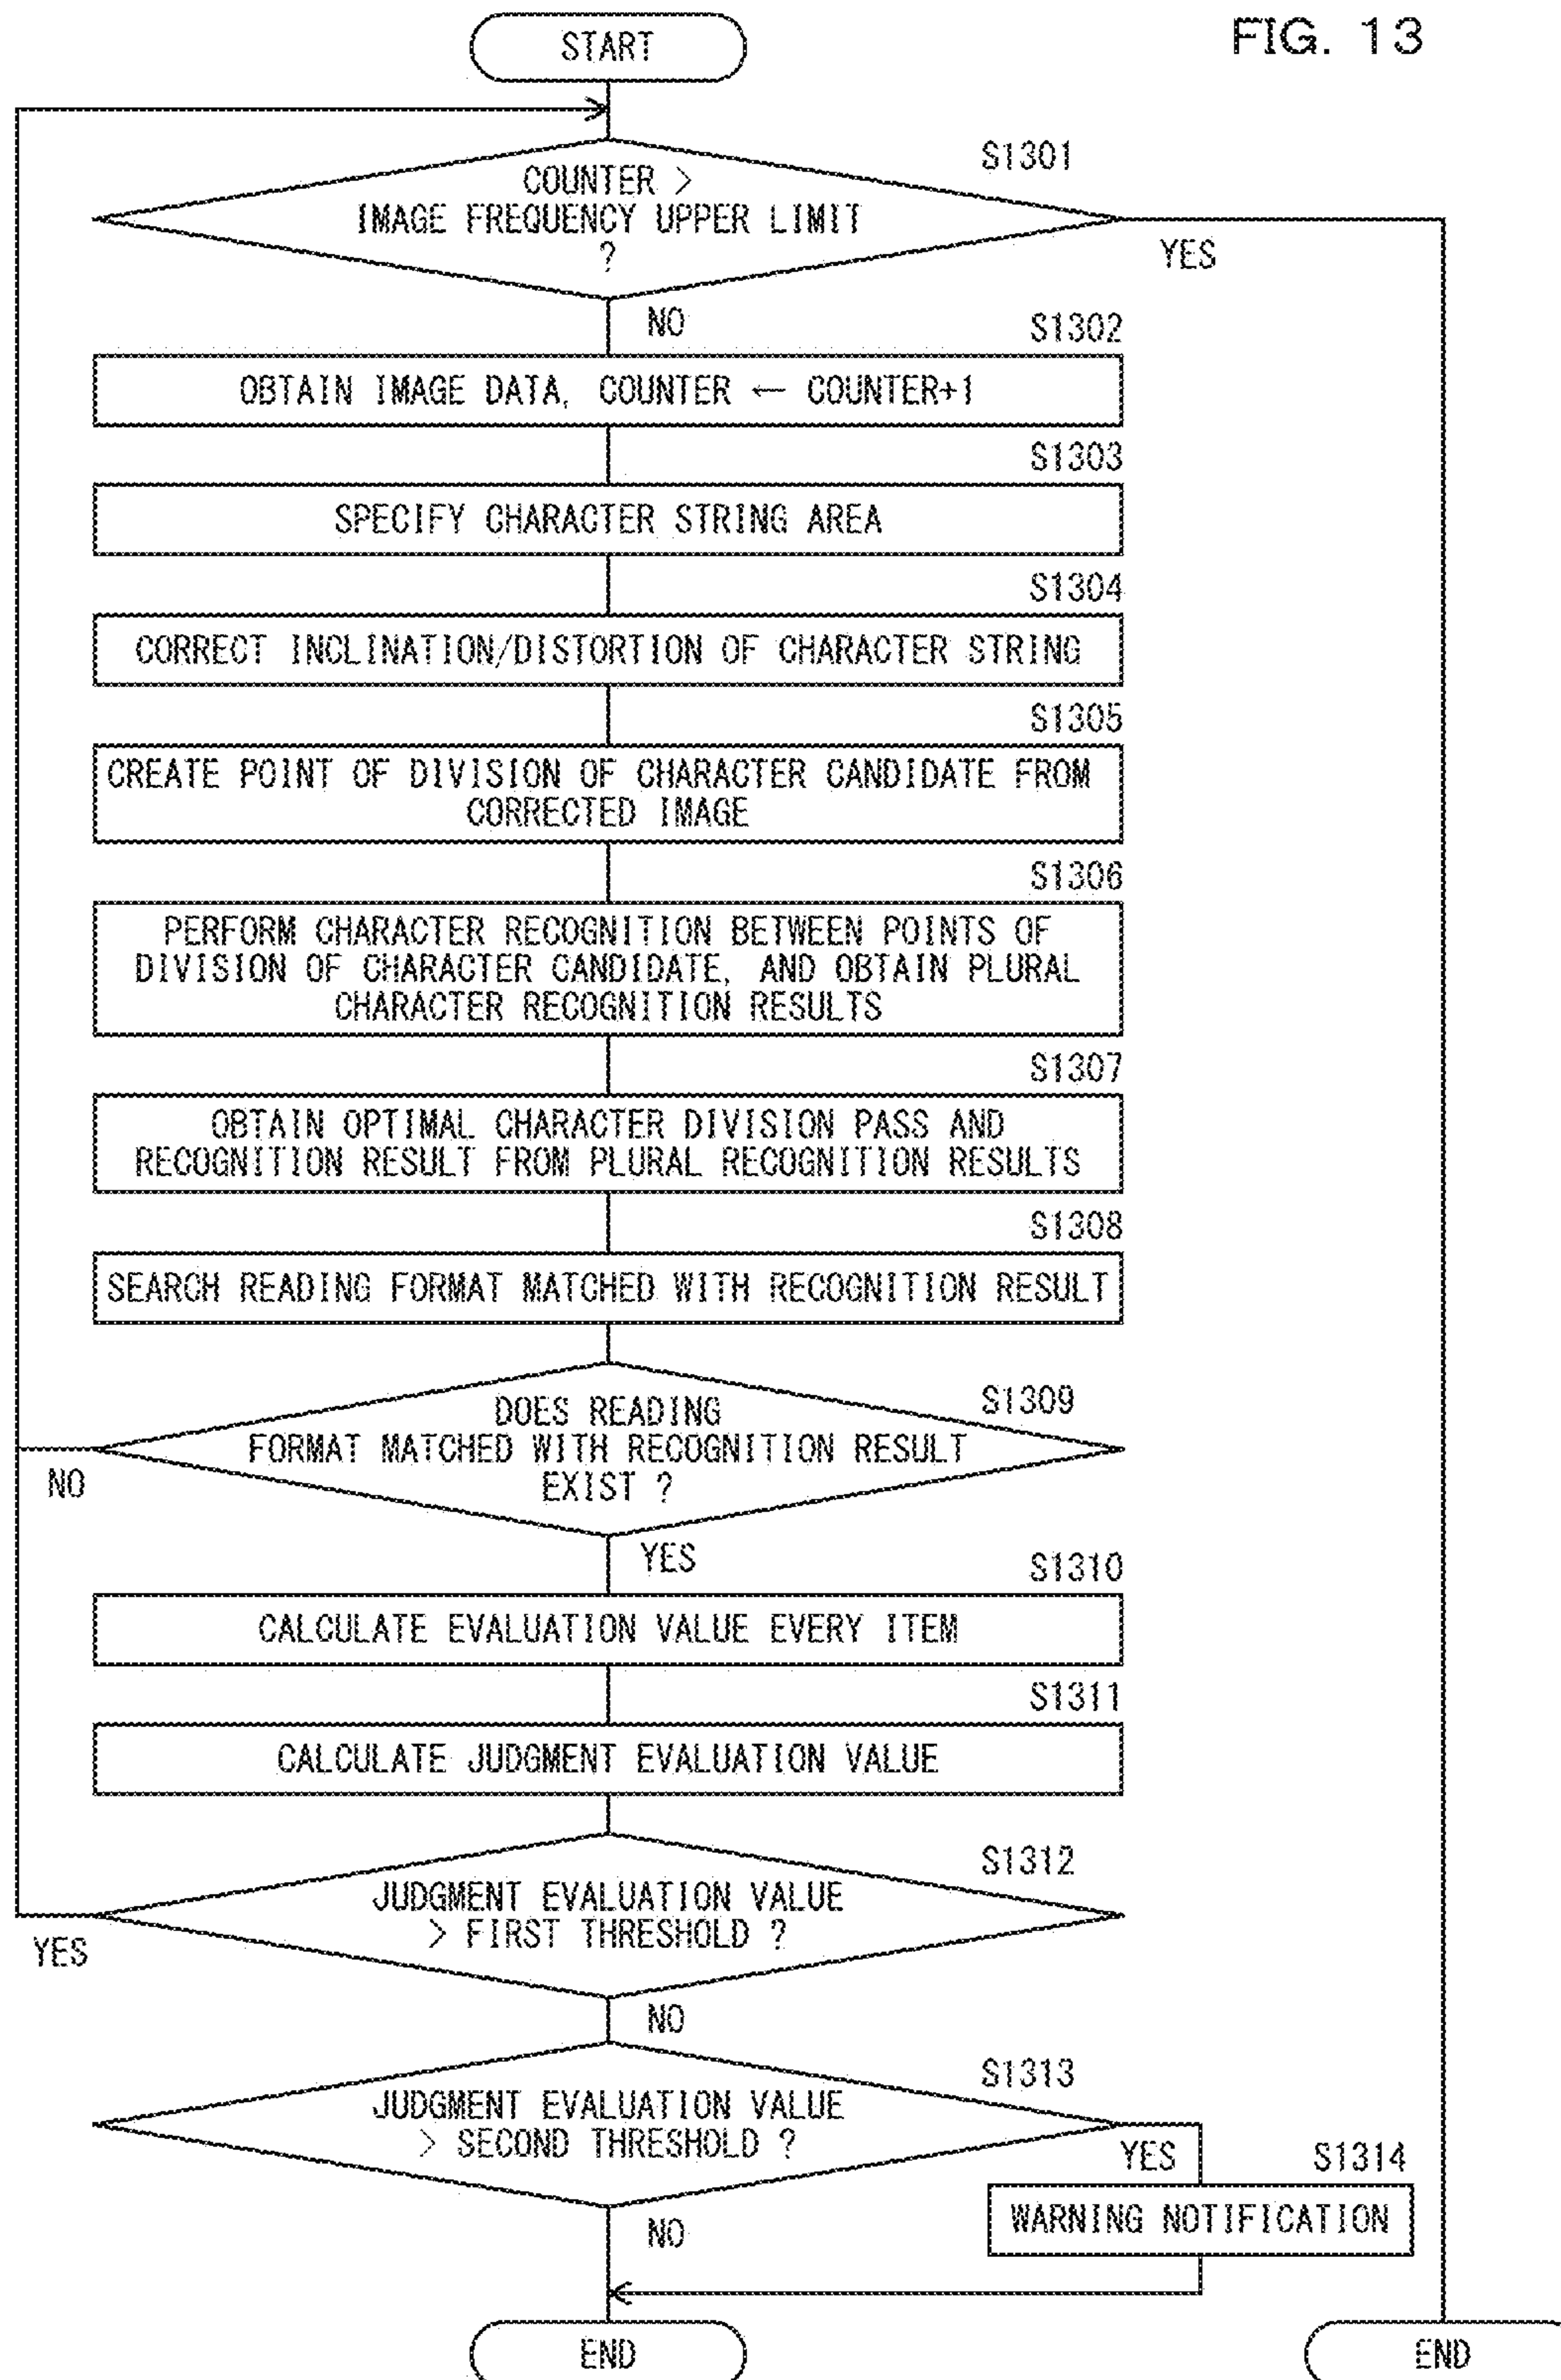 FIG. 13
START
S1301
COUNTER >
IMAGE FREQUENCY UPPER LIMIT
?
YES
NO
S1302
OBTAIN IMAGE DATA, COUNTER ← COUNTER+1
S1303
SPECIFY CHARACTER STRING AREA
S1304
CORRECT INCLINATION/DISTORTION OF CHARACTER STRING
S1305
CREATE POINT OF DIVISION OF CHARACTER CANDIDATE FROM
CORRECTED IMAGE
S1306
PERFORM CHARACTER RECOGNITION BETWEEN POINTS OF
DIVISION OF CHARACTER CANDIDATE, AND OBTAIN PLURAL
CHARACTER RECOGNITION RESULTS
S1307
OBTAIN OPTIMAL CHARACTER DIVISION PASS AND
RECOGNITION RESULT FROM PLURAL RECOGNITION RESULTS
S1308
SEARCH READING FORMAT MATCHED WITH RECOGNITION RESULT
S1309
DOES READING
FORMAT MATCHED WITH RECOGNITION RESULT
EXIST ?
NO
YES
S1310
CALCULATE EVALUATION VALUE EVERY ITEM
S1311
CALCULATE JUDGMENT EVALUATION VALUE
S1312
JUDGMENT EVALUATION VALUE
> FIRST THRESHOLD ?
YES
NO
S1313
JUDGMENT EVALUATION VALUE
> SECOND THRESHOLD ?
YES
S1314
WARNING NOTIFICATION
NO
END
END